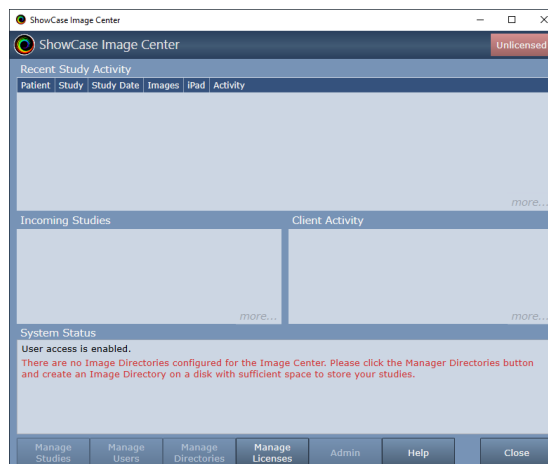 ShowCase Image Center
ShowCase Image Center
Unlicensed
Recent Study Activity
Patient Study Study Date Images iPad Activity
more...
Incoming Studies Client Activity
more... more...
System Status
User access is enabled.
There are no Image Directories configured for the Image Center. Please click the Manager Directories button
and create an Image Directory on a disk with sufficient space to store your studies.
Manage Studies
Manage Users
Manage Directories
Manage Licenses
Admin
Help
Close